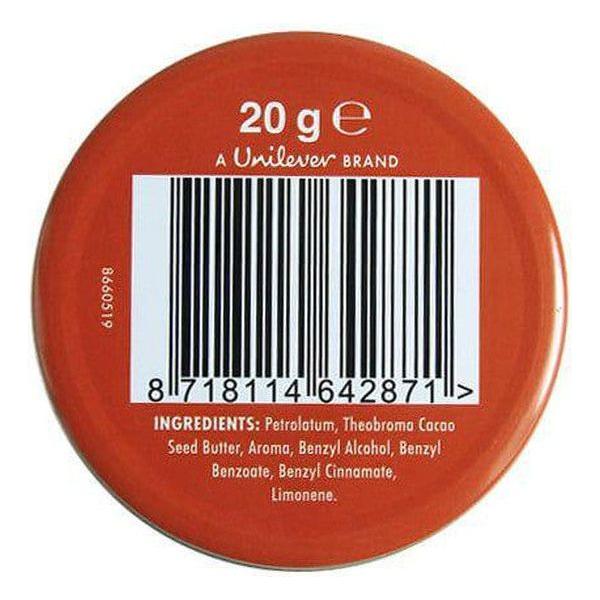 20 g ℮
A Unilever BRAND
8660519
8 718114 642871 >
INGREDIENTS: Petrolatum, Theobroma Cacao
Seed Butter, Aroma, Benzyl Alcohol, Benzyl
Benzoate, Benzyl Cinnamate,
Limonene.